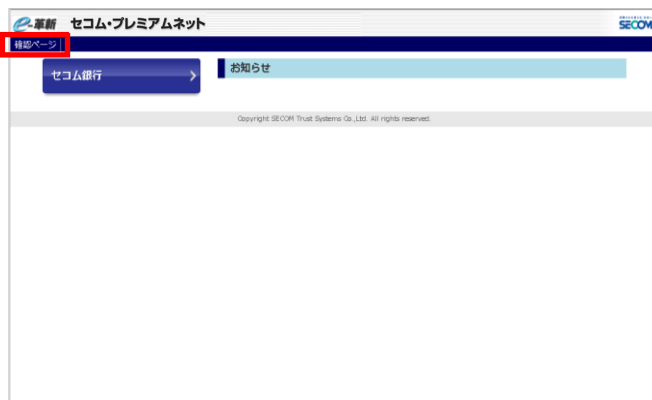 e-革新 セコム・プレミアムネット
SECOM
確認ページ
セコム銀行
お知らせ
Copyright SECOM Trust Systems Co.,Ltd. All rights reserved.